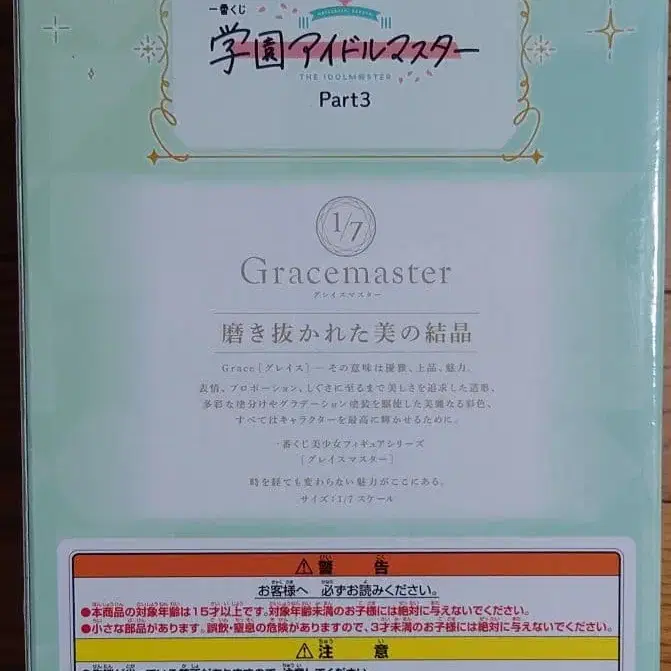 一番くじ
学園アイドルマスター
THE IDOLM@STER
Part3
1/7
Gracemaster
グレイスマスター
磨き抜かれた美の結晶
Grace[グレイス]―その意味は優雅、上品、魅力。
表情、プロポーション、しぐさに至るまで美しさを追求した造形。
多彩な塗分けやグラデーション塗装を駆使した美麗なる彩色。
すべてはキャラクターを最高に輝かせるために。
一番くじ美少女フィギュアシリーズ
[グレイスマスター]
時を経ても変わらない魅力がここにある。
サイズ:1/7 スケール
⚠警告
お客様へ 必ずお読みください。
●本商品の対象年齢は15才以上です。対象年齢未満のお子様には絶対に与えないでください。
●小さな部品があります。誤飲・窒息の危険がありますので、3才未満のお子様には絶対に与えないでください。
⚠注意